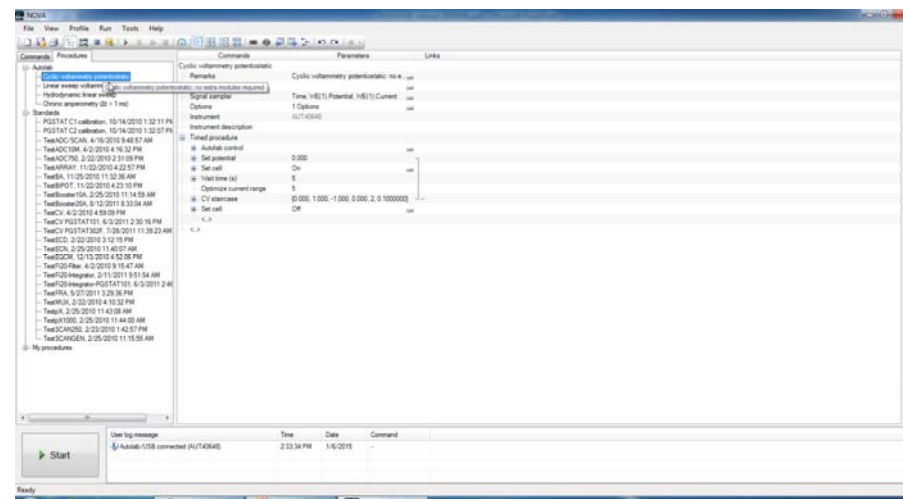 NOVA
File View Profile Run Tools Help
Commands Procedures
Autolab
Cyclic voltammetry potentiostatic
Linear sweep voltamm
Cyclic voltammetry potentiostatic; no extra modules required
Hydrodynamic linear sweep
Chrono amperometry (Δt > 1 ms)
Standards
PGSTAT C1 calibration, 10/14/2010 1:32:11 PM
PGSTAT C2 calibration, 10/14/2010 1:32:07 PM
TestADC/SCAN, 4/16/2010 9:48:57 AM
TestADC10M, 4/2/2010 4:16:32 PM
TestADC750, 2/22/2010 2:31:09 PM
TestARRAY, 11/22/2010 4:22:57 PM
TestBA, 11/25/2010 11:32:36 AM
TestBIPOT, 11/22/2010 4:23:10 PM
TestBooster10A, 2/25/2010 11:14:59 AM
TestBooster20A, 8/12/2011 8:33:04 AM
TestCV, 4/2/2010 4:59:09 PM
TestCV PGSTAT101, 6/3/2011 2:30:16 PM
TestCV PGSTAT302F, 7/28/2011 11:39:23 AM
TestECD, 2/22/2010 3:12:15 PM
TestECN, 2/25/2010 11:40:07 AM
TestEQCM, 12/13/2010 4:52:06 PM
TestFI20-Filter, 4/2/2010 9:15:47 AM
TestFI20-Integrator, 2/11/2011 9:51:54 AM
TestFI20-Integrator-PGSTAT101, 6/3/2011 2:46
TestFRA, 5/27/2011 3:29:36 PM
TestMUX, 2/22/2010 4:10:32 PM
TestpX, 2/25/2010 11:43:08 AM
TestpX1000, 2/25/2010 11:44:00 AM
TestSCAN250, 2/23/2010 1:42:57 PM
TestSCANGEN, 2/25/2010 11:15:55 AM
My procedures
Commands Parameters Links
Cyclic voltammetry potentiostatic
Remarks Cyclic voltammetry potentiostatic: no e...
Signal sampler Time, WE(1).Potential, WE(1).Current
Options 1 Options
Instrument AUT40640
Instrument description
Timed procedure
Autolab control
Set potential 0.000
Set cell On
Wait time (s) 5
Optimize current range 5
CV staircase [0.000, 1.000, -1.000, 0.000, 2, 0.1000000]
Set cell Off
<..>
<..>
Start
User log message Time Date Command
Autolab USB connected (AUT40640) 2:33:34 PM 1/6/2015 -
Ready